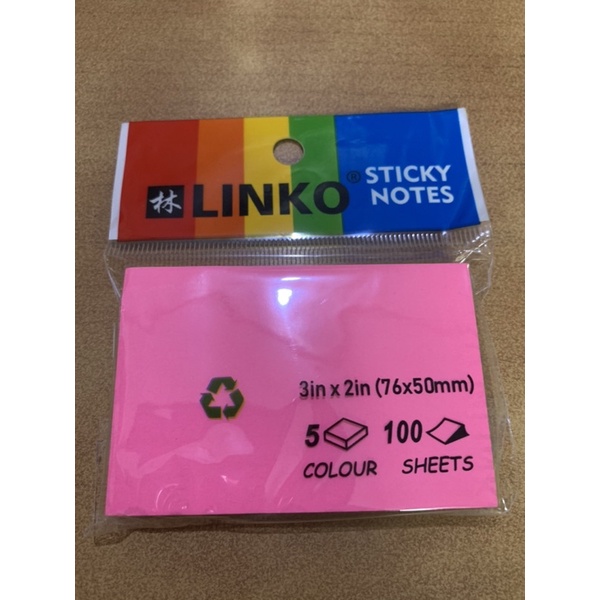 林 LINKO® STICKY
NOTES
3in x 2in (76x50mm)
5 100
COLOUR SHEETS